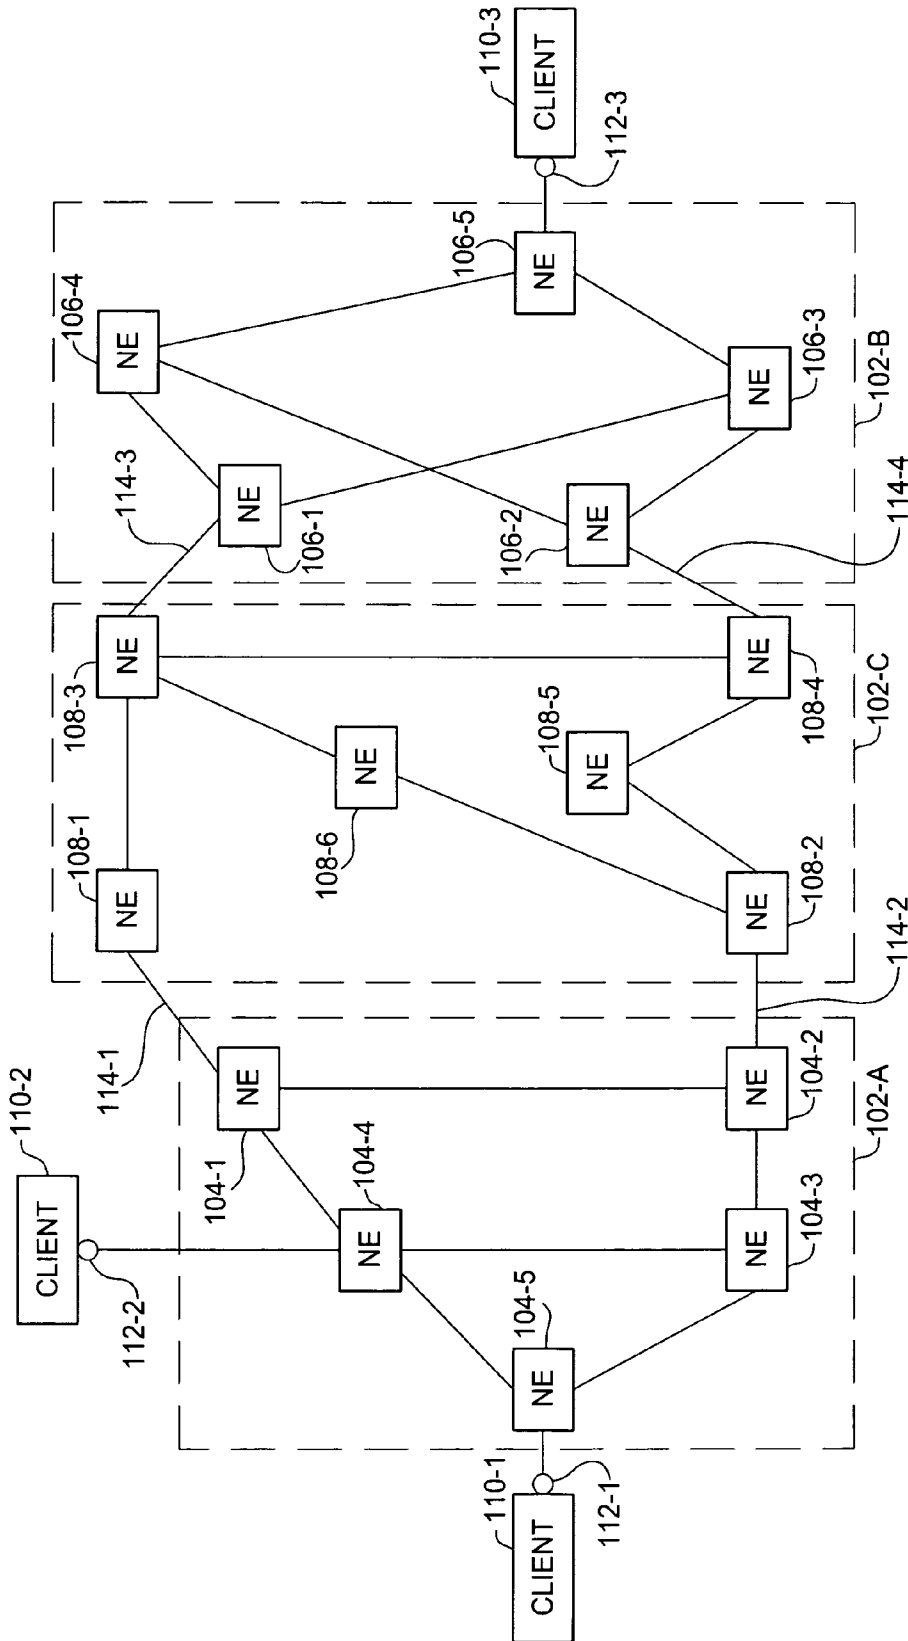 110-2
CLIENT
112-2
114-1
NE
104-1
NE
104-4
NE
104-5
NE
104-3
NE
104-2
102-A
110-1
CLIENT
112-1
114-2
NE
108-1
NE
108-3
NE
108-6
NE
108-5
NE
108-2
NE
108-4
102-C
114-3
NE
106-4
NE
106-1
NE
106-2
NE
106-5
NE
106-3
102-B
114-4
110-3
CLIENT
112-3